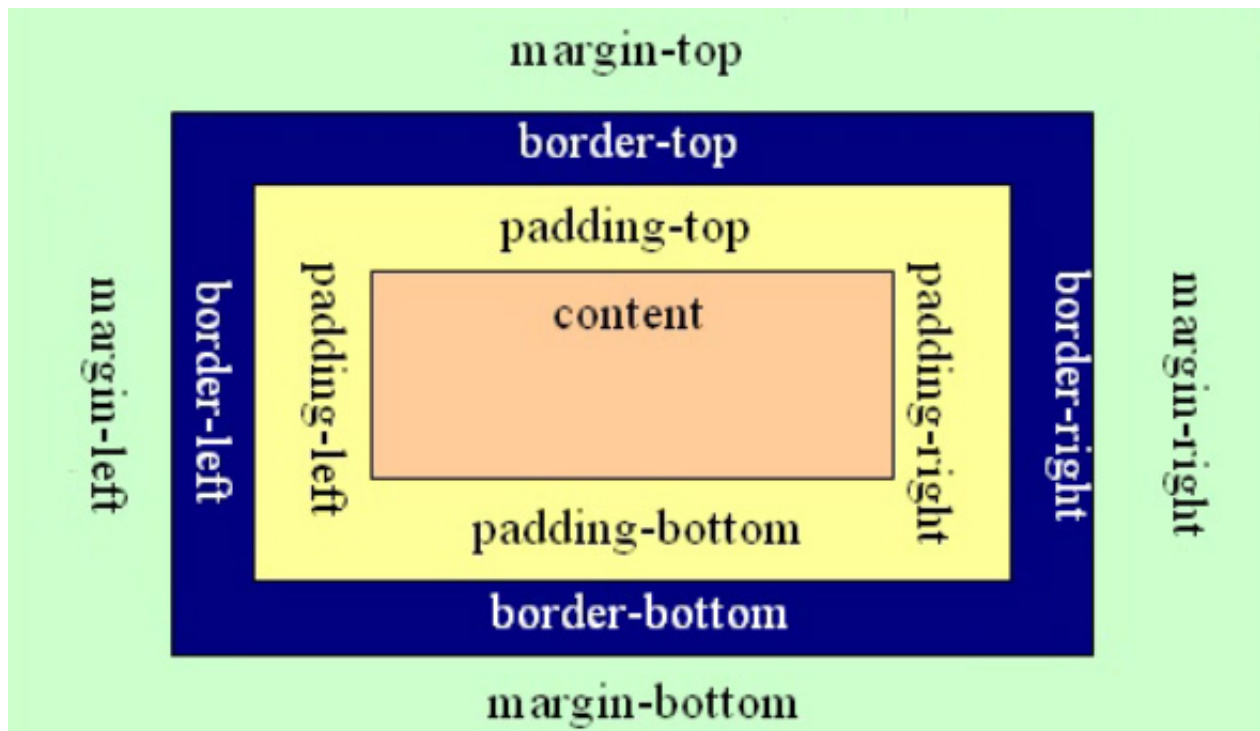 margin-top
border-top
padding-top
margin-left
border-left
padding-left
content
padding-right
border-right
margin-right
padding-bottom
border-bottom
margin-bottom